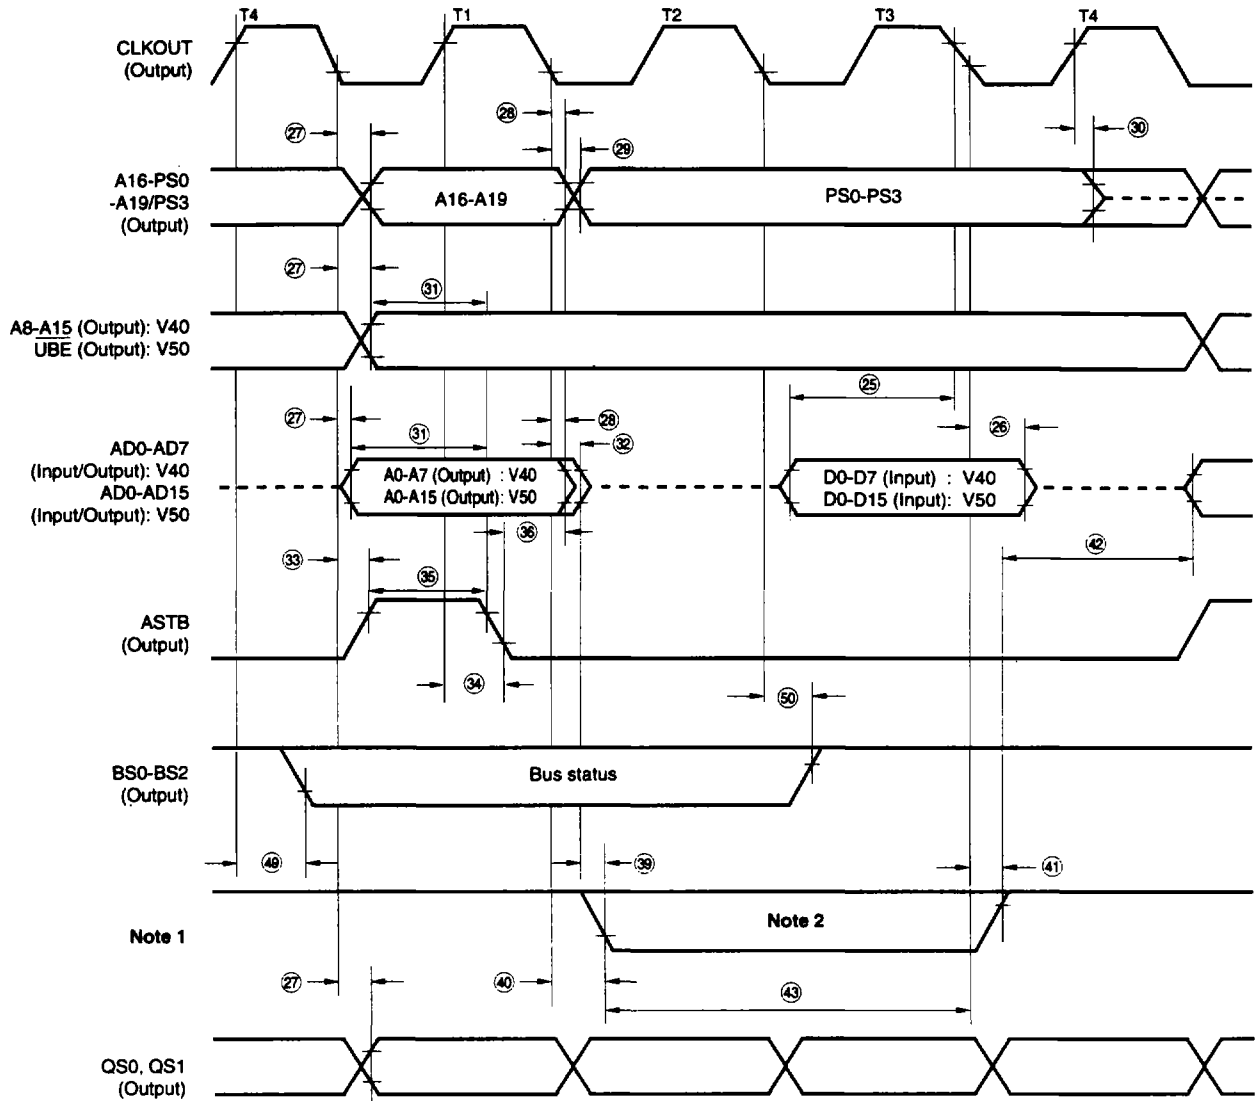 T4 T1 T2 T3 T4
CLKOUT
(Output)
28
27 29 30
A16-PS0
-A19/PS3
(Output)
A16-A19
PS0-PS3
27
31
A8-A15 (Output): V40
UBE (Output): V50
25
27 28
31 32 26
AD0-AD7
(Input/Output): V40
AD0-AD15
(Input/Output): V50
A0-A7 (Output) : V40
A0-A15 (Output): V50
D0-D7 (Input) : V40
D0-D15 (Input): V50
36
42
33
35
ASTB
(Output)
34
50
BS0-BS2
(Output)
Bus status
49 39 41
Note 1
Note 2
27 40 43
QS0, QS1
(Output)